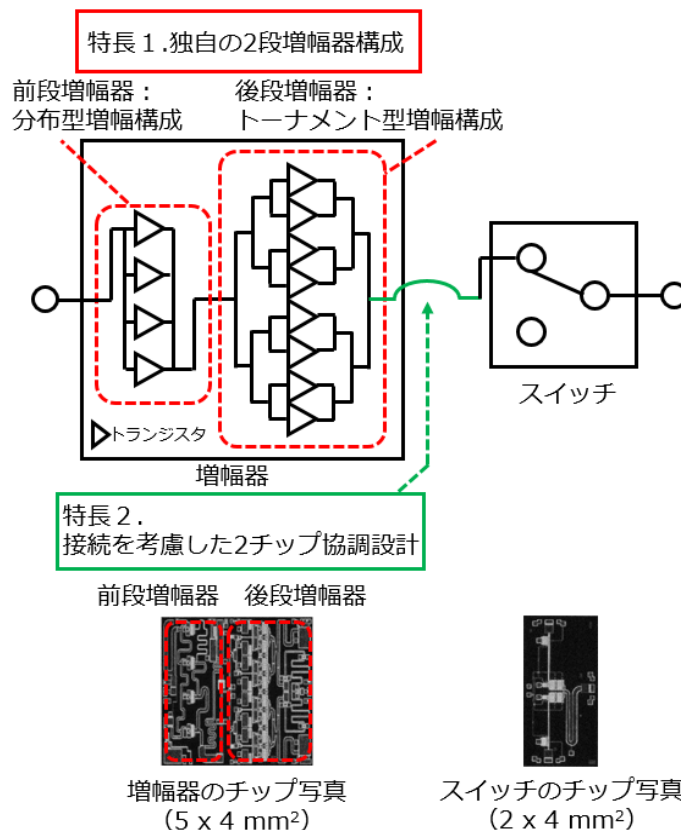 特長１.独自の2段増幅器構成
前段増幅器：
分布型増幅構成
後段増幅器：
トーナメント型増幅構成
トランジスタ
増幅器
スイッチ
特長２.
接続を考慮した2チップ協調設計
前段増幅器
後段増幅器
増幅器のチップ写真
（5 x 4 mm²）
スイッチのチップ写真
（2 x 4 mm²）